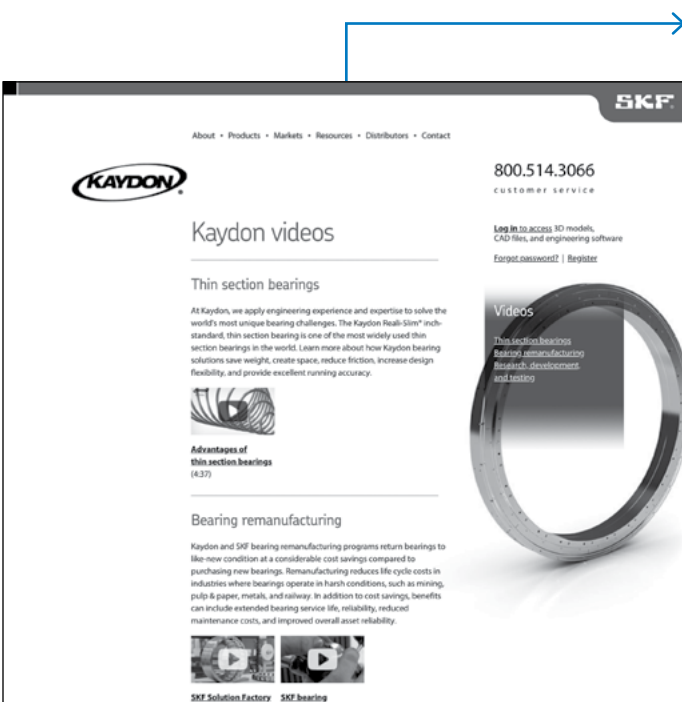 SKF®
About • Products • Markets • Resources • Distributors • Contact
KAYDON®
800.514.3066
customer service
Kaydon videos
Log in to access 3D models,
CAD files, and engineering software
Forgot password? | Register
Thin section bearings
At Kaydon, we apply engineering experience and expertise to solve the
world's most unique bearing challenges. The Kaydon Reali-Slim® inch-
standard, thin section bearing is one of the most widely used thin
section bearings in the world. Learn more about how Kaydon bearing
solutions save weight, create space, reduce friction, increase design
flexibility, and provide excellent running accuracy.
Videos
Thin section bearings
Bearing remanufacturing
Research, development,
and testing
Advantages of
thin section bearings
(4:37)
Bearing remanufacturing
Kaydon and SKF bearing remanufacturing programs return bearings to
like-new condition at a considerable cost savings compared to
purchasing new bearings. Remanufacturing reduces life cycle costs in
industries where bearings operate in harsh conditions, such as mining,
pulp & paper, metals, and railway. In addition to cost savings, benefits
can include extended bearing service life, reliability, reduced
maintenance costs, and improved overall asset reliability.
SKF Solution Factory
SKF bearing